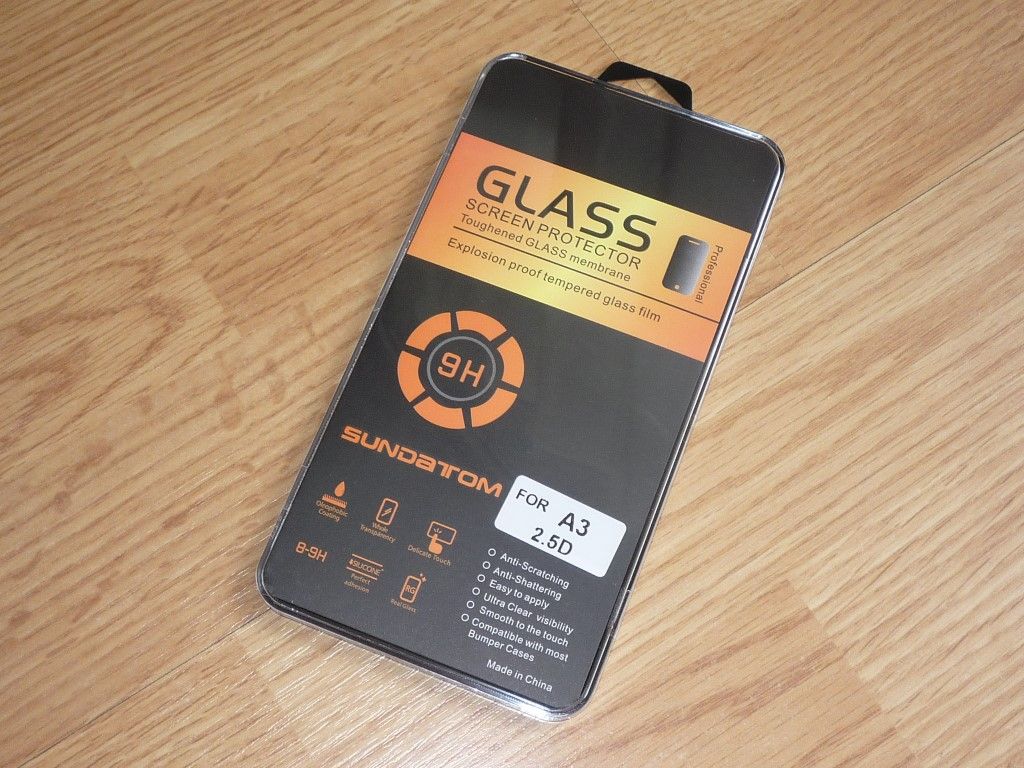 GLASS
SCREEN PROTECTOR
Toughened GLASS membrane
Explosion proof tempered glass film
Professional
9H
SUNDATOM
FOR A3
2.5D
Oleophobic
Coating
Whole
Transparency
Delicate Touch
8-9H
SILICONE
Perfect
adhesion
RG
Real Glass
Anti-Scratching
Anti-Shattering
Easy to apply
Ultra Clear visibility
Smooth to the touch
Compatible with most
Bumper Cases
Made in China